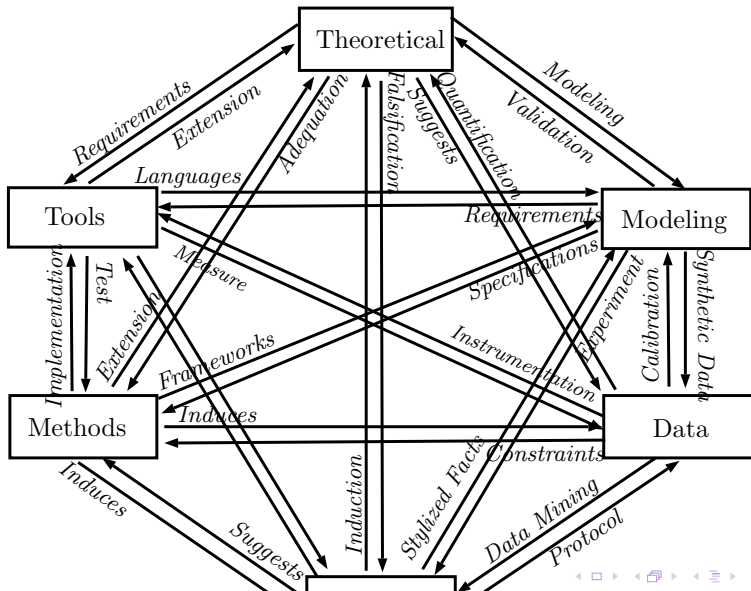 Theoretical
Requirements
Extension
Adequation
Falsification
Suggests
Quantification
Validation
Modeling
Languages
Tools
Requirements
Modeling
Measure
Specifications
Implementation
Test
Extension
Frameworks
Instrumentation
Experiment
Calibration
Synthetic Data
Methods
Induces
Data
Constraints
Induces
Suggests
Induction
Stylized Facts
Data Mining
Protocol